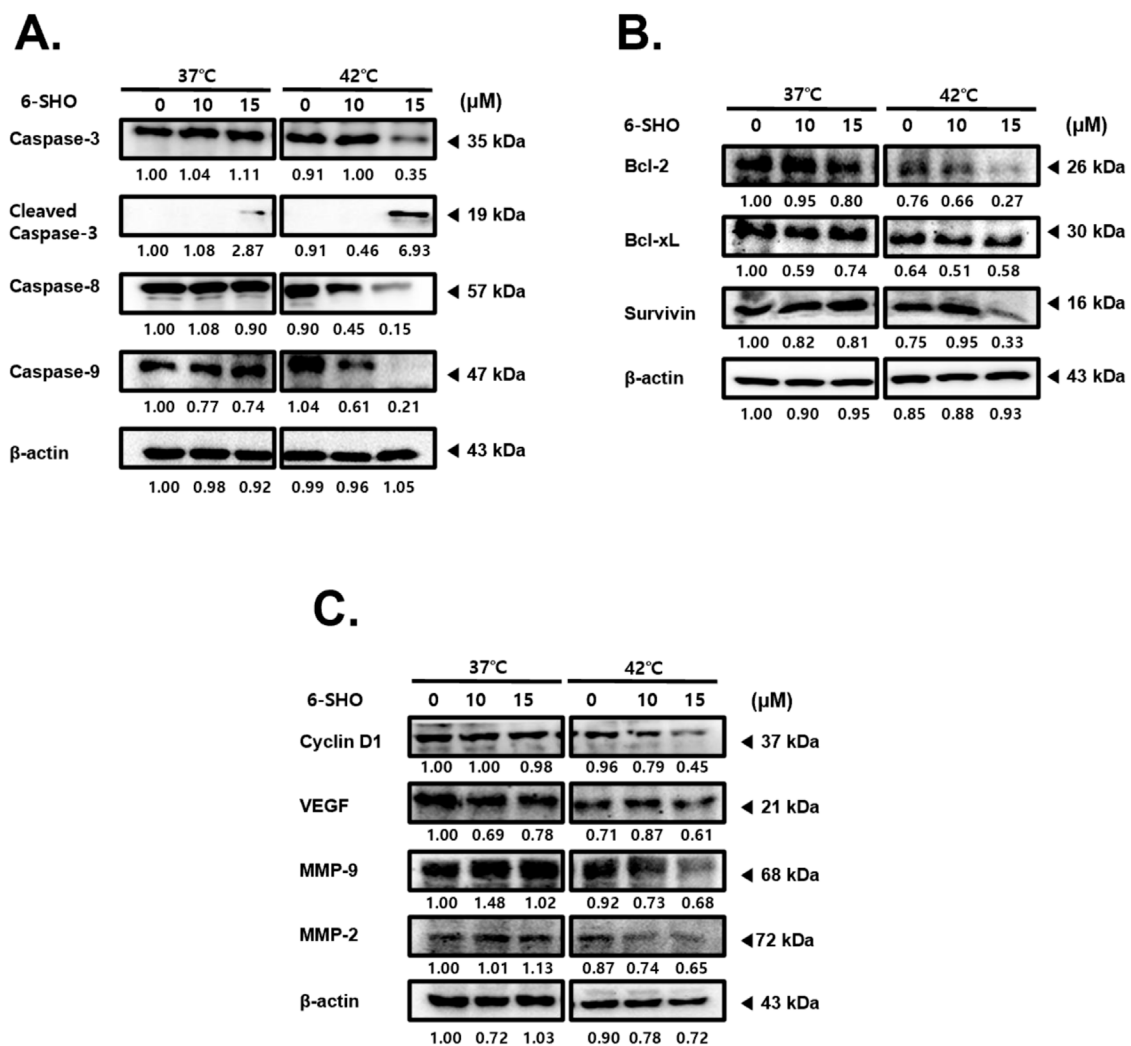 A.
37℃ 42℃
6-SHO 0 10 15 0 10 15 (μM)
Caspase-3 ◄ 35 kDa
1.00 1.04 1.11 0.91 1.00 0.35
Cleaved
Caspase-3 ◄ 19 kDa
1.00 1.08 2.87 0.91 0.46 6.93
Caspase-8 ◄ 57 kDa
1.00 1.08 0.90 0.90 0.45 0.15
Caspase-9 ◄ 47 kDa
1.00 0.77 0.74 1.04 0.61 0.21
β-actin ◄ 43 kDa
1.00 0.98 0.92 0.99 0.96 1.05
B.
37℃ 42℃
6-SHO 0 10 15 0 10 15 (μM)
Bcl-2 ◄ 26 kDa
1.00 0.95 0.80 0.76 0.66 0.27
Bcl-xL ◄ 30 kDa
1.00 0.59 0.74 0.64 0.51 0.58
Survivin ◄ 16 kDa
1.00 0.82 0.81 0.75 0.95 0.33
β-actin ◄ 43 kDa
1.00 0.90 0.95 0.85 0.88 0.93
C.
37℃ 42℃
6-SHO 0 10 15 0 10 15 (μM)
Cyclin D1 ◄ 37 kDa
1.00 1.00 0.98 0.96 0.79 0.45
VEGF ◄ 21 kDa
1.00 0.69 0.78 0.71 0.87 0.61
MMP-9 ◄ 68 kDa
1.00 1.48 1.02 0.92 0.73 0.68
MMP-2 ◄72 kDa
1.00 1.01 1.13 0.87 0.74 0.65
β-actin ◄ 43 kDa
1.00 0.72 1.03 0.90 0.78 0.72